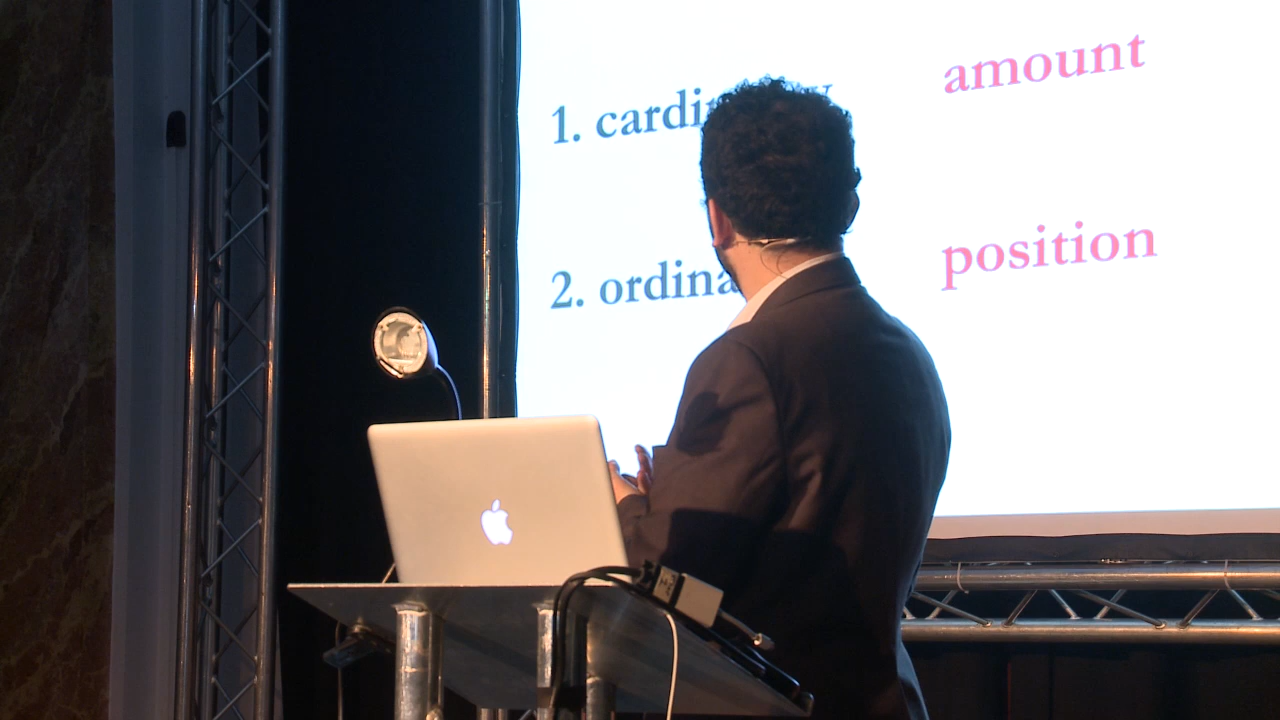 1. cardi amount
2. ordina position